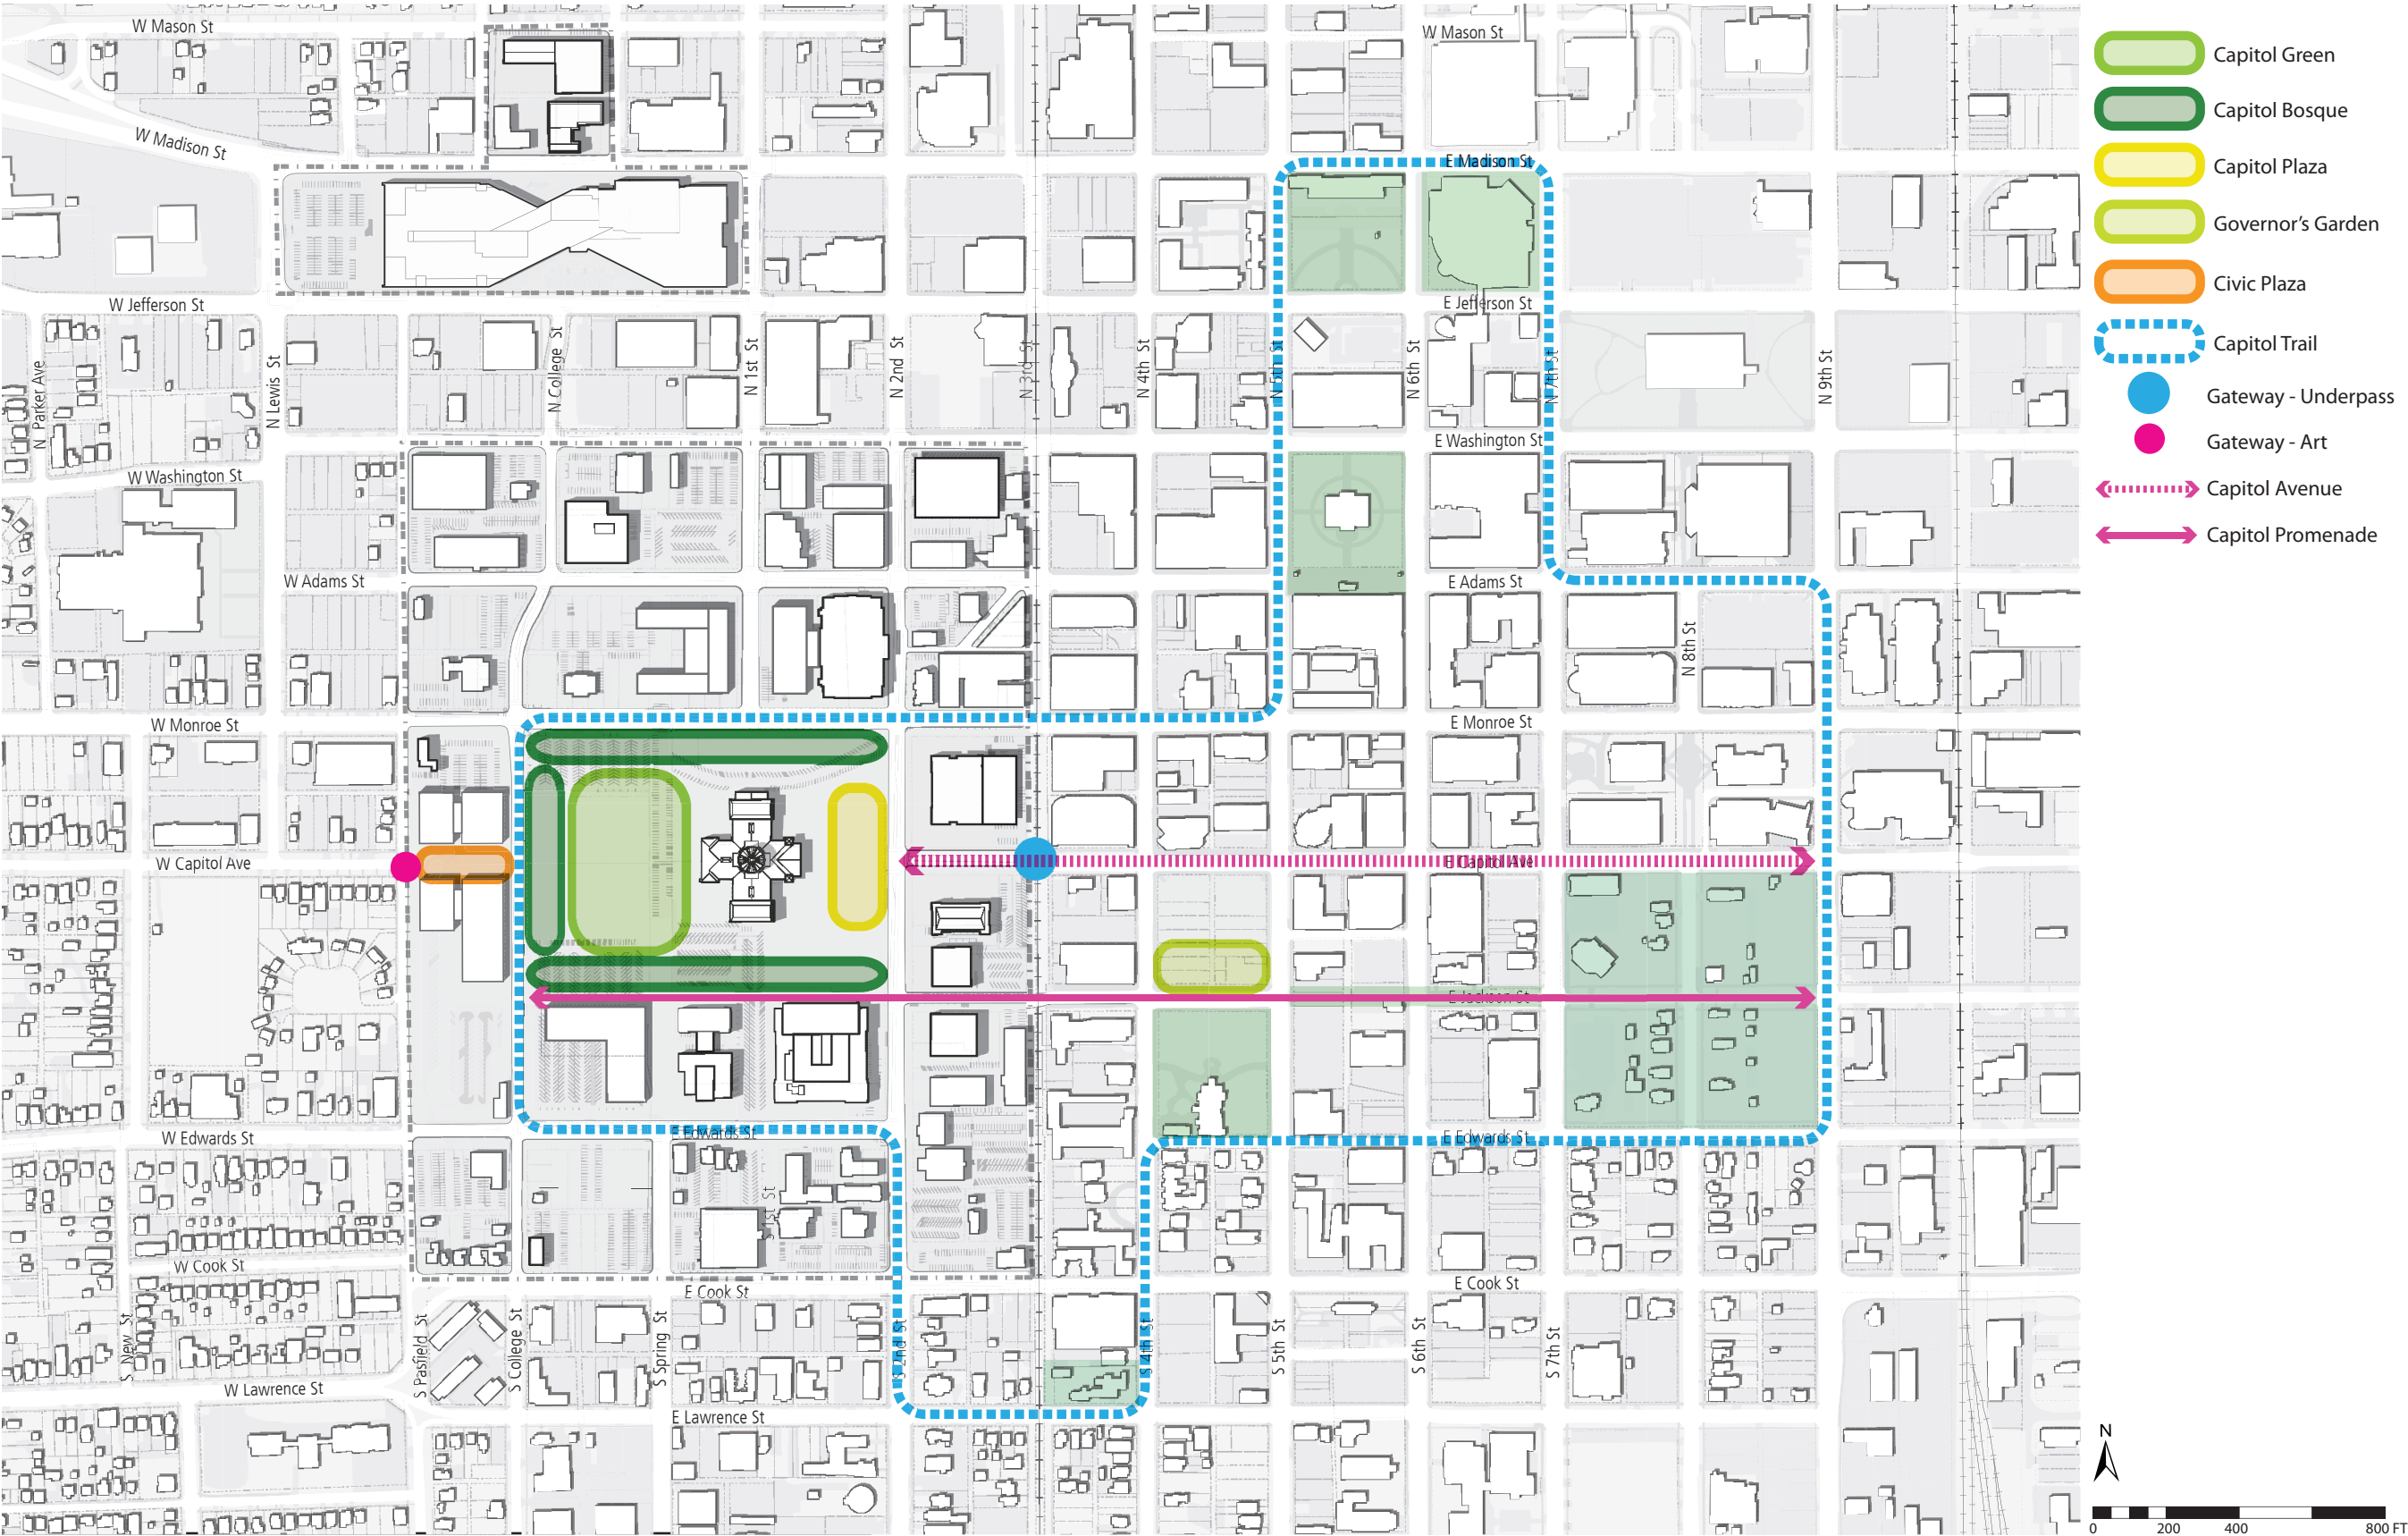 W Mason St
W Mason St
W Madison St
E Madison St
W Jefferson St
E Jefferson St
N Parker Ave
N Lewis St
N College St
N 1st St
N 2nd St
N 3rd St
N 4th St
N 5th St
N 6th St
N 7th St
N 9th St
W Washington St
E Washington St
W Adams St
E Adams St
N 8th St
W Monroe St
E Monroe St
W Capitol Ave
E Capitol Ave
E Jackson St
W Edwards St
E Edwards St
E Edwards St
S 1st St
W Cook St
E Cook St
E Cook St
S New St
S Pasfield St
S College St
S Spring St
S 2nd St
S 4th St
S 5th St
S 6th St
S 7th St
W Lawrence St
E Lawrence St
Capitol Green
Capitol Bosque
Capitol Plaza
Governor's Garden
Civic Plaza
Capitol Trail
Gateway - Underpass
Gateway - Art
Capitol Avenue
Capitol Promenade
N
0 200 400 800 FT